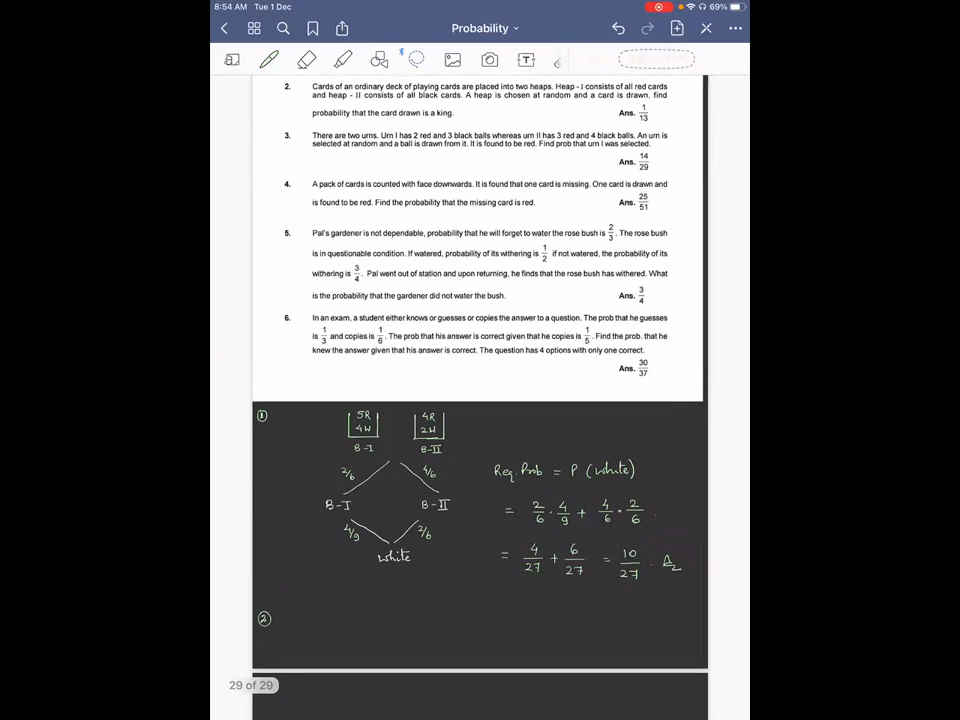 8:54 AM Tue 1 Dec 69%
Probability
2. Cards of an ordinary deck of playing cards are placed into two heaps. Heap - I consists of all red cards
and heap - II consists of all black cards. A heap is chosen at random and a card is drawn, find
probability that the card drawn is a king. Ans. 1/13
3. There are two urns. Urn I has 2 red and 3 black balls whereas urn II has 3 red and 4 black balls. An urn is
selected at random and a ball is drawn from it. It is found to be red. Find prob that urn I was selected.
Ans. 14/29
4. A pack of cards is counted with face downwards. It is found that one card is missing. One card is drawn and
is found to be red. Find the probability that the missing card is red. Ans. 25/51
5. Pal's gardener is not dependable, probability that he will forget to water the rose bush is 2/3. The rose bush
is in questionable condition. If watered, probability of its withering is 1/2 if not watered, the probability of its
withering is 3/4. Pal went out of station and upon returning, he finds that the rose bush has withered. What
is the probability that the gardener did not water the bush. Ans. 3/4
6. In an exam, a student either knows or guesses or copies the answer to a question. The prob that he guesses
is 1/3 and copies is 1/6. The prob that his answer is correct given that he copies is 1/5. Find the prob. that he
knew the answer given that his answer is correct. The question has 4 options with only one correct.
Ans. 30/37
1 5R 4R
4W 2W
B-I B-II
2/6 4/6
B-I B-II
4/9 2/6
white
Req. Prob = P (white)
= 2/6 · 4/9 + 4/6 · 2/6
= 4/27 + 6/27 = 10/27 .
2
29 of 29